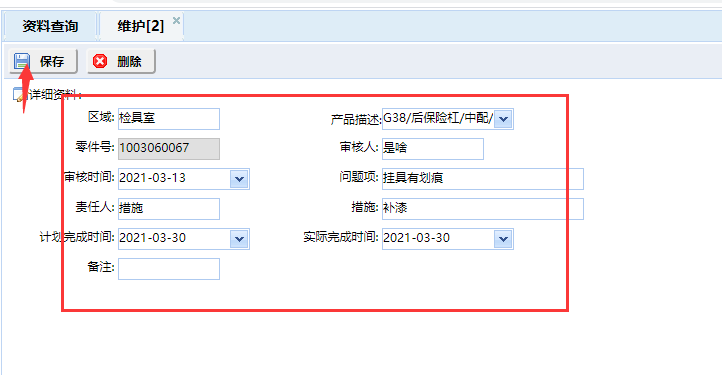 资料查询 维护[2]
保存 删除
详细资料:
区域: 检具室 产品描述: G38/后保险杠/中配/
零件号: 1003060067 审核人: 是啥
审核时间: 2021-03-13 问题项: 挂具有划痕
责任人: 措施 措施: 补漆
计划完成时间: 2021-03-30 实际完成时间: 2021-03-30
备注: